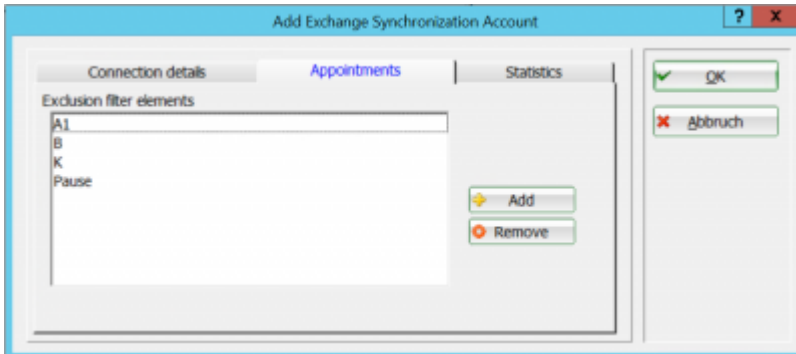 Add Exchange Synchronization Account
? x
Connection details Appointments Statistics
Exclusion filter elements
A1
B
K
Pause
Add
Remove
OK
Abbruch